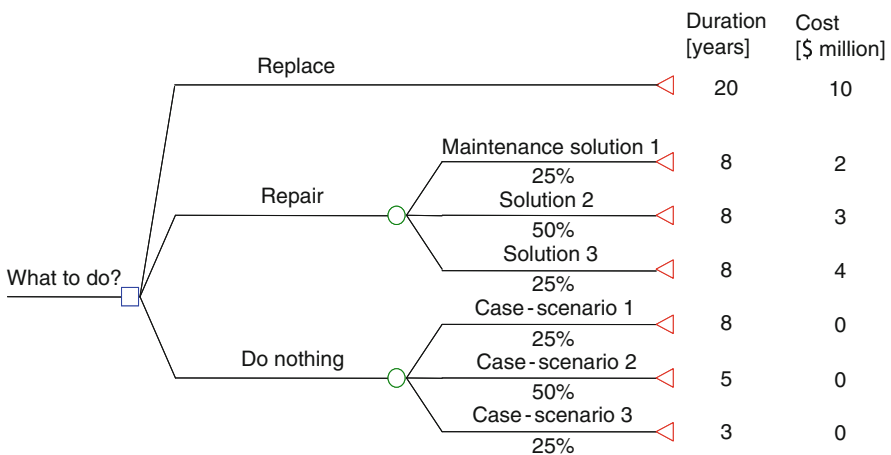 Duration Cost
[years] [$ million]
Replace
20 10
Maintenance solution 1
8 2
25%
Repair
Solution 2
8 3
50%
Solution 3
8 4
25%
What to do?
Case-scenario 1
8 0
25%
Do nothing
Case-scenario 2
5 0
50%
Case-scenario 3
3 0
25%